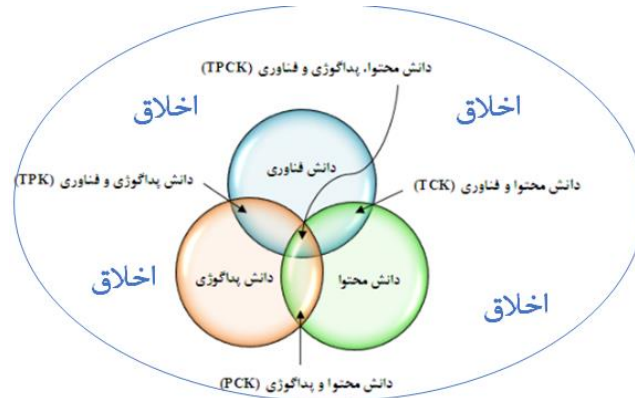 دانش محتوا، پداگوژی و فناوری (TPCK)
اخلاق
اخلاق
دانش فناوری
دانش پداگوژی و فناوری (TPK)
دانش محتوا و فناوری (TCK)
دانش پداگوژی
دانش محتوا
اخلاق
اخلاق
دانش محتوا و پداگوژی (PCK)